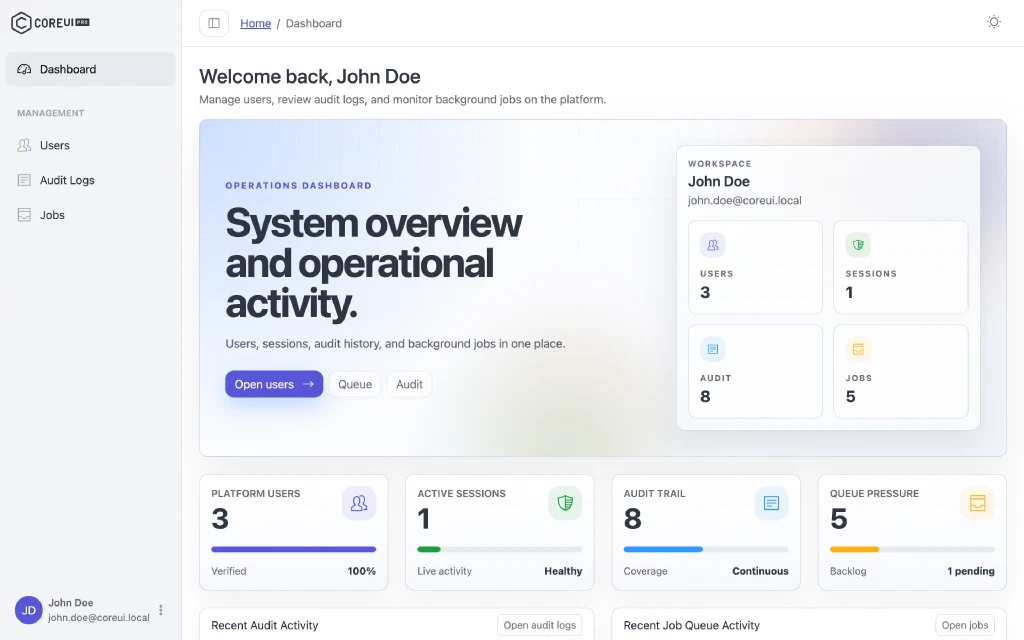 COREUI PRO
Home / Dashboard
Dashboard
MANAGEMENT
Users
Audit Logs
Jobs
JD
John Doe
john.doe@coreui.local
Welcome back, John Doe
Manage users, review audit logs, and monitor background jobs on the platform.
OPERATIONS DASHBOARD
System overview
and operational
activity.
Users, sessions, audit history, and background jobs in one place.
Open users →
Queue
Audit
WORKSPACE
John Doe
john.doe@coreui.local
USERS
3
SESSIONS
1
AUDIT
8
JOBS
5
PLATFORM USERS
3
Verified 100%
ACTIVE SESSIONS
1
Live activity Healthy
AUDIT TRAIL
8
Coverage Continuous
QUEUE PRESSURE
5
Backlog 1 pending
Recent Audit Activity Open audit logs
Recent Job Queue Activity Open jobs